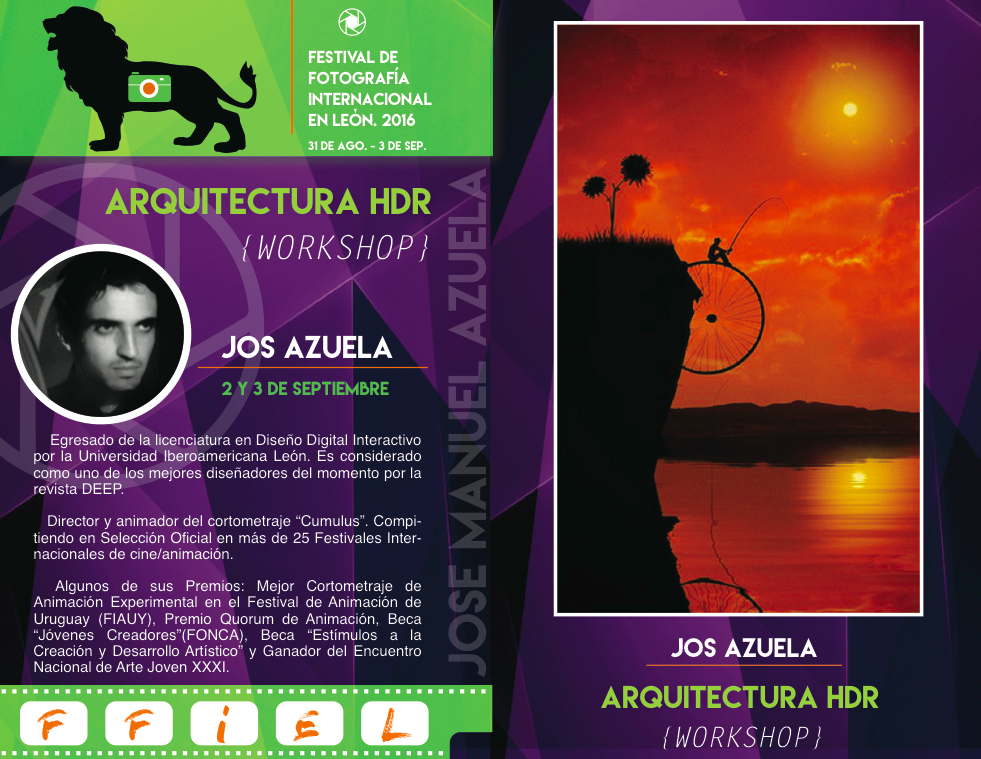 FESTIVAL DE
FOTOGRAFÍA
INTERNACIONAL
EN LEÓN. 2016
31 DE AGO. - 3 DE SEP.
ARQUITECTURA HDR
{WORKSHOP}
JOS AZUELA
2 Y 3 DE SEPTIEMBRE
JOSE MANUEL AZUELA
Egresado de la licenciatura en Diseño Digital Interactivo
por la Universidad Iberoamericana León. Es considerado
como uno de los mejores diseñadores del momento por la
revista DEEP.
Director y animador del cortometraje “Cumulus”. Compi-
tiendo en Selección Oficial en más de 25 Festivales Inter-
nacionales de cine/animación.
Algunos de sus Premios: Mejor Cortometraje de
Animación Experimental en el Festival de Animación de
Uruguay (FIAUY), Premio Quorum de Animación, Beca
“Jóvenes Creadores”(FONCA), Beca “Estímulos a la
Creación y Desarrollo Artístico” y Ganador del Encuentro
Nacional de Arte Joven XXXI.
F F i E L
JOS AZUELA
ARQUITECTURA HDR
{WORKSHOP}